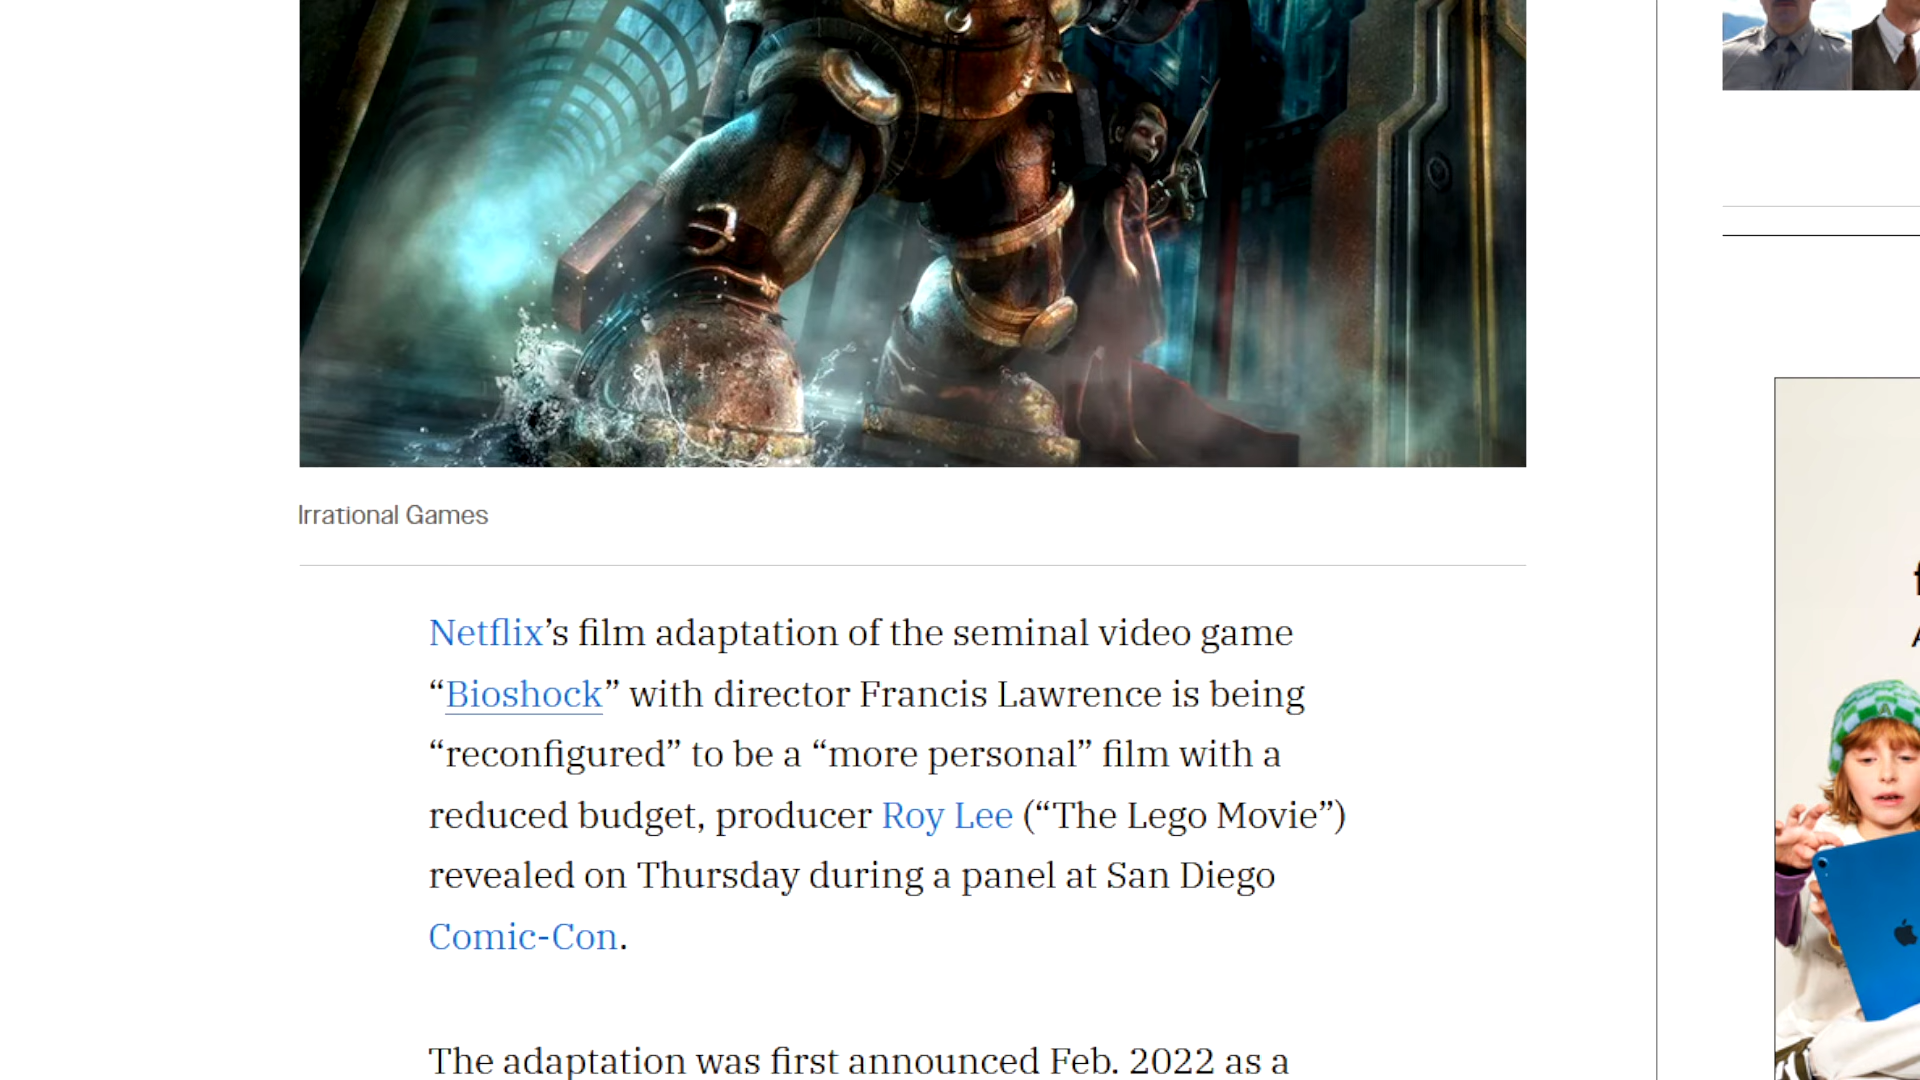 Irrational Games
Netflix’s film adaptation of the seminal video game
“Bioshock” with director Francis Lawrence is being
“reconfigured” to be a “more personal” film with a
reduced budget, producer Roy Lee (“The Lego Movie”)
revealed on Thursday during a panel at San Diego
Comic-Con.
The adaptation was first announced Feb. 2022 as a